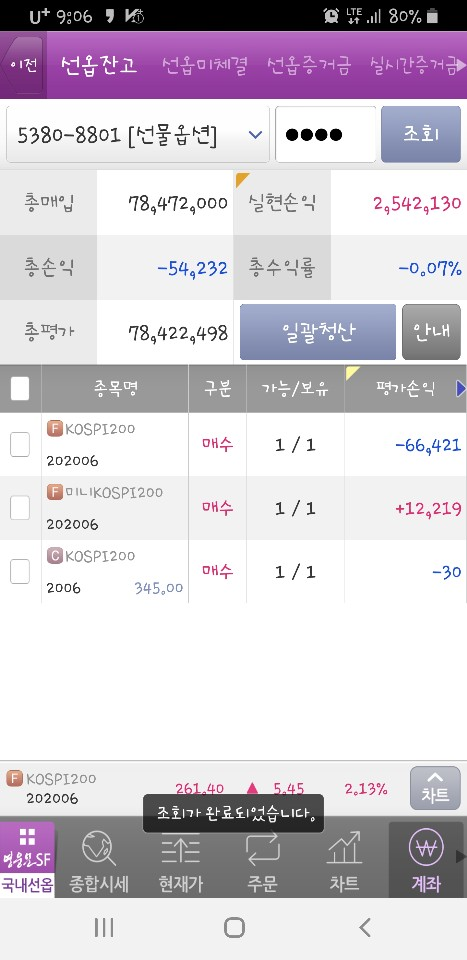 U+ 9:06 LTE 80%
이전 선옵잔고 선옵미체결 선옵증거금 실시간증거금
5380-8801 [선물옵션] ●●●● 조회
총매입 78,472,000 실현손익 2,542,130
총손익 -54,232 총수익률 -0.07%
총평가 78,422,498 일괄청산 안내
종목명 구분 가능/보유 평가손익
F KOSPI200
202006 매수 1 / 1 -66,421
F 미니KOSPI200
202006 매수 1 / 1 +12,219
C KOSPI200
2006 345.00 매수 1 / 1 -30
F KOSPI200
202006 261.40 ▲ 5.45 2.13% 차트
조회가 완료되었습니다.
영웅문SF
국내선옵 종합시세 현재가 주문 차트 계좌